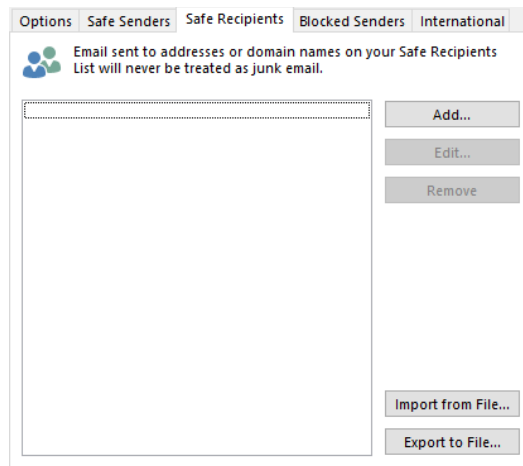 Options Safe Senders Safe Recipients Blocked Senders International
Email sent to addresses or domain names on your Safe Recipients
List will never be treated as junk email.
Add...
Edit...
Remove
Import from File...
Export to File...